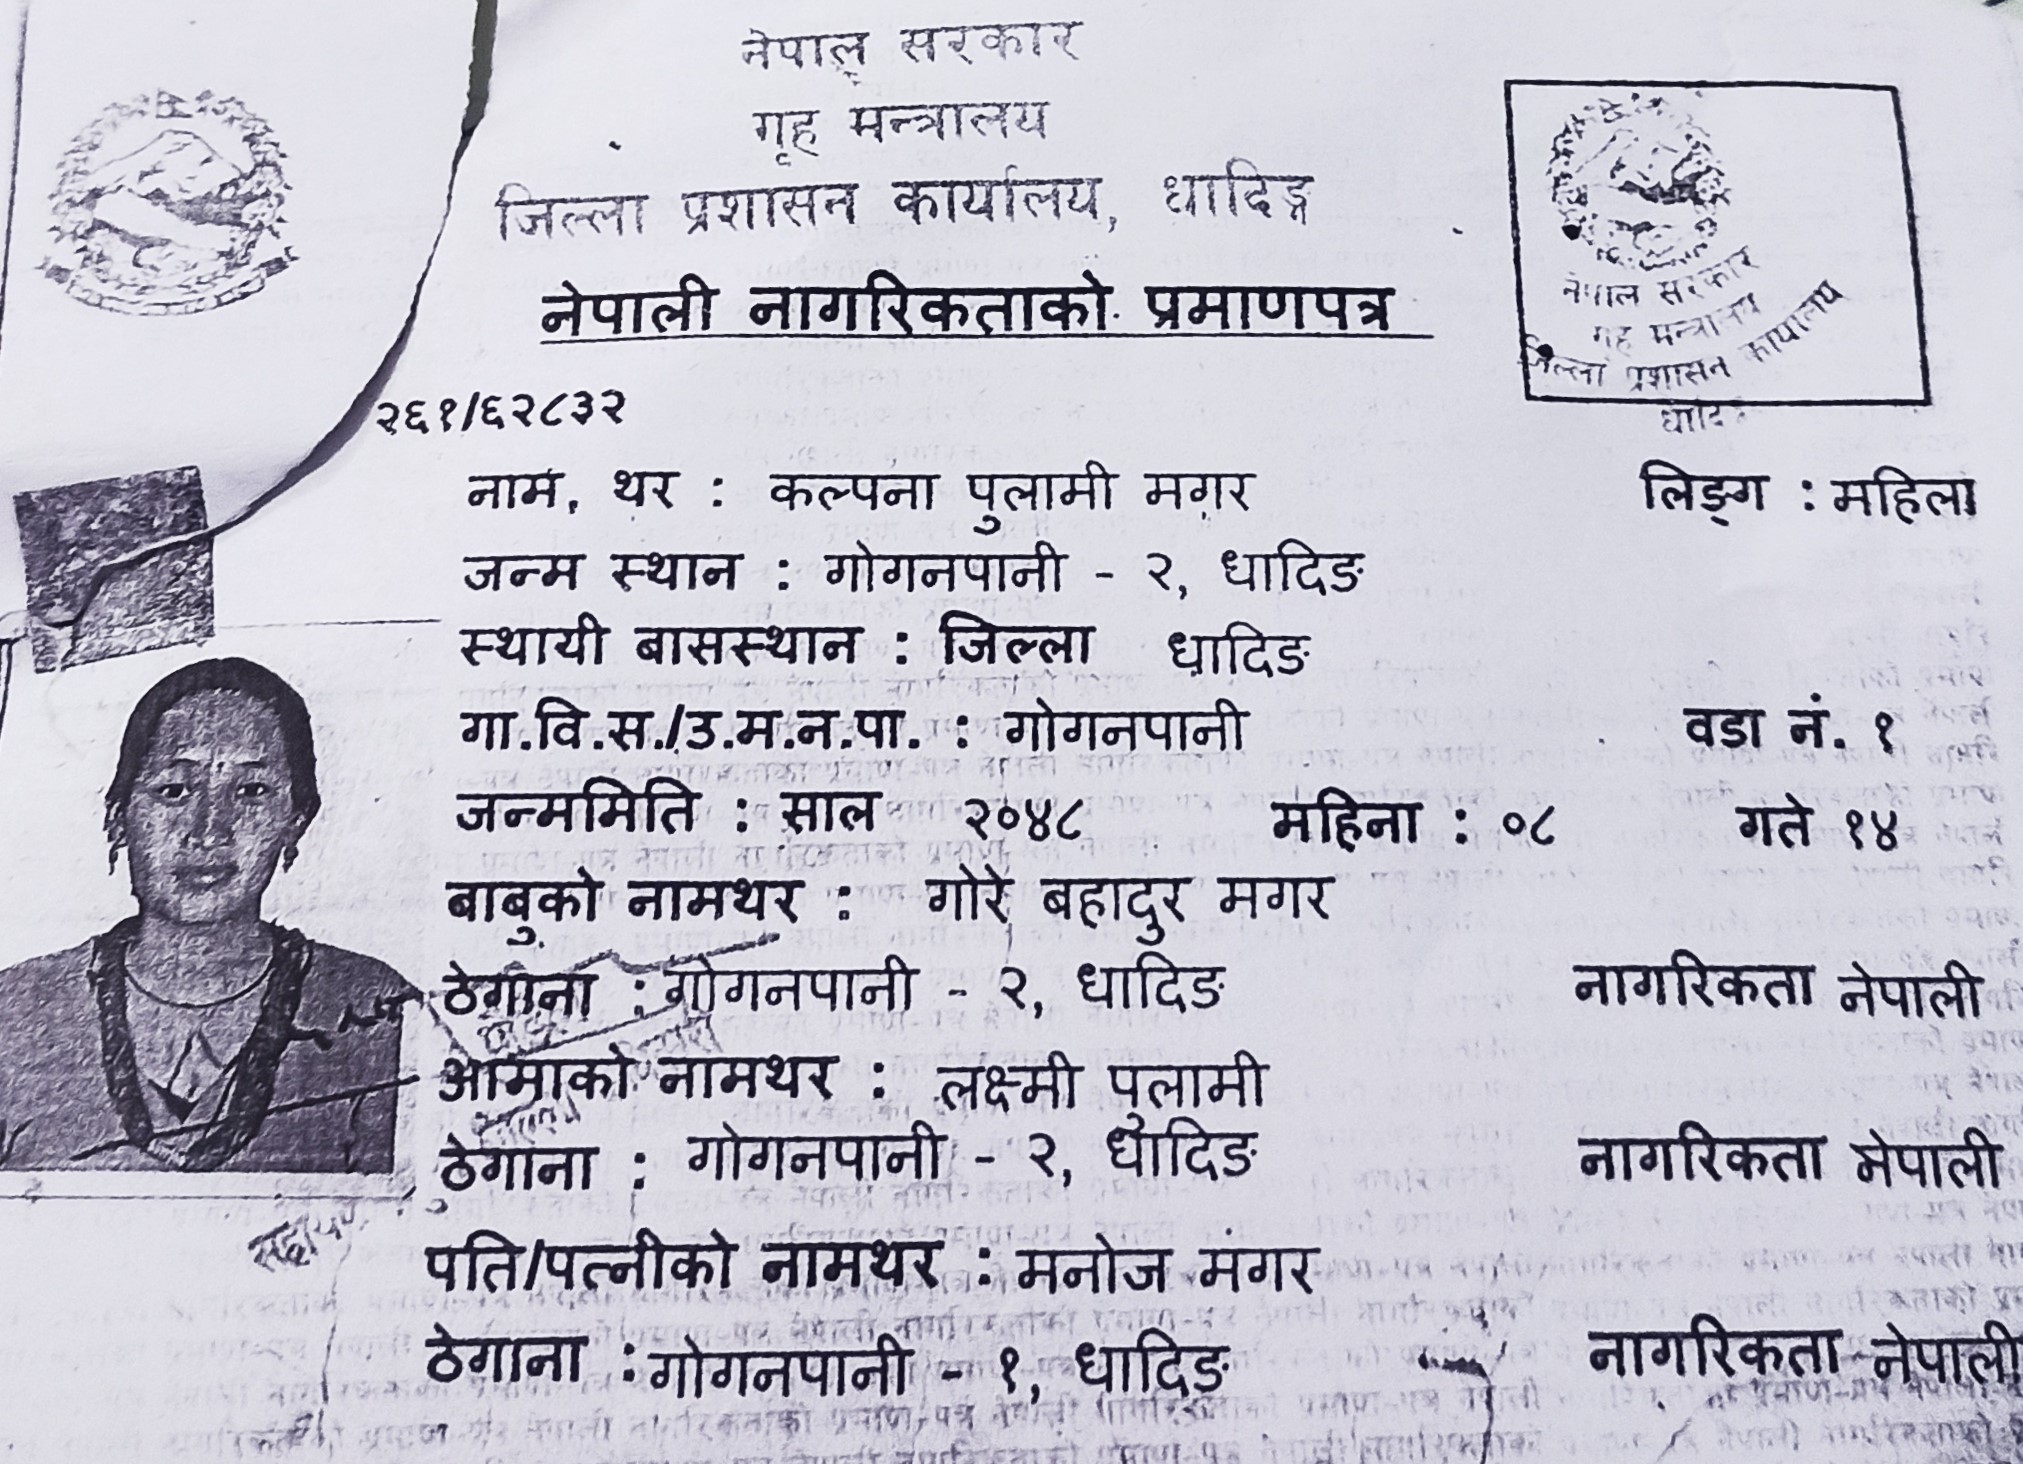 नेपाल सरकार
गृह मन्त्रालय
जिल्ला प्रशासन कार्यालय, धादिङ्ग
नेपाली नागरिकताको प्रमाणपत्र
नेपाल सरकार
गृह मन्त्रालय
जिल्ला प्रशासन कार्यालय
धादिङ
२६१/६२८३२
नाम, थर : कल्पना पुलामी मगर लिङ्ग : महिला
जन्म स्थान : गोगनपानी - २, धादिङ
स्थायी बासस्थान : जिल्ला धादिङ
गा.वि.स./उ.म.न.पा. : गोगनपानी वडा नं. १
जन्ममिति : साल २०४८ महिना : ०८ गते १४
बाबुको नामथर : गोरे बहादुर मगर
ठेगाना : गोगनपानी - २, धादिङ नागरिकता नेपाली
आमाको नामथर : लक्ष्मी पुलामी
ठेगाना : गोगनपानी - २, धादिङ नागरिकता नेपाली
पति/पत्नीको नामथर : मनोज मगर
ठेगाना : गोगनपानी - १, धादिङ नागरिकता नेपाली